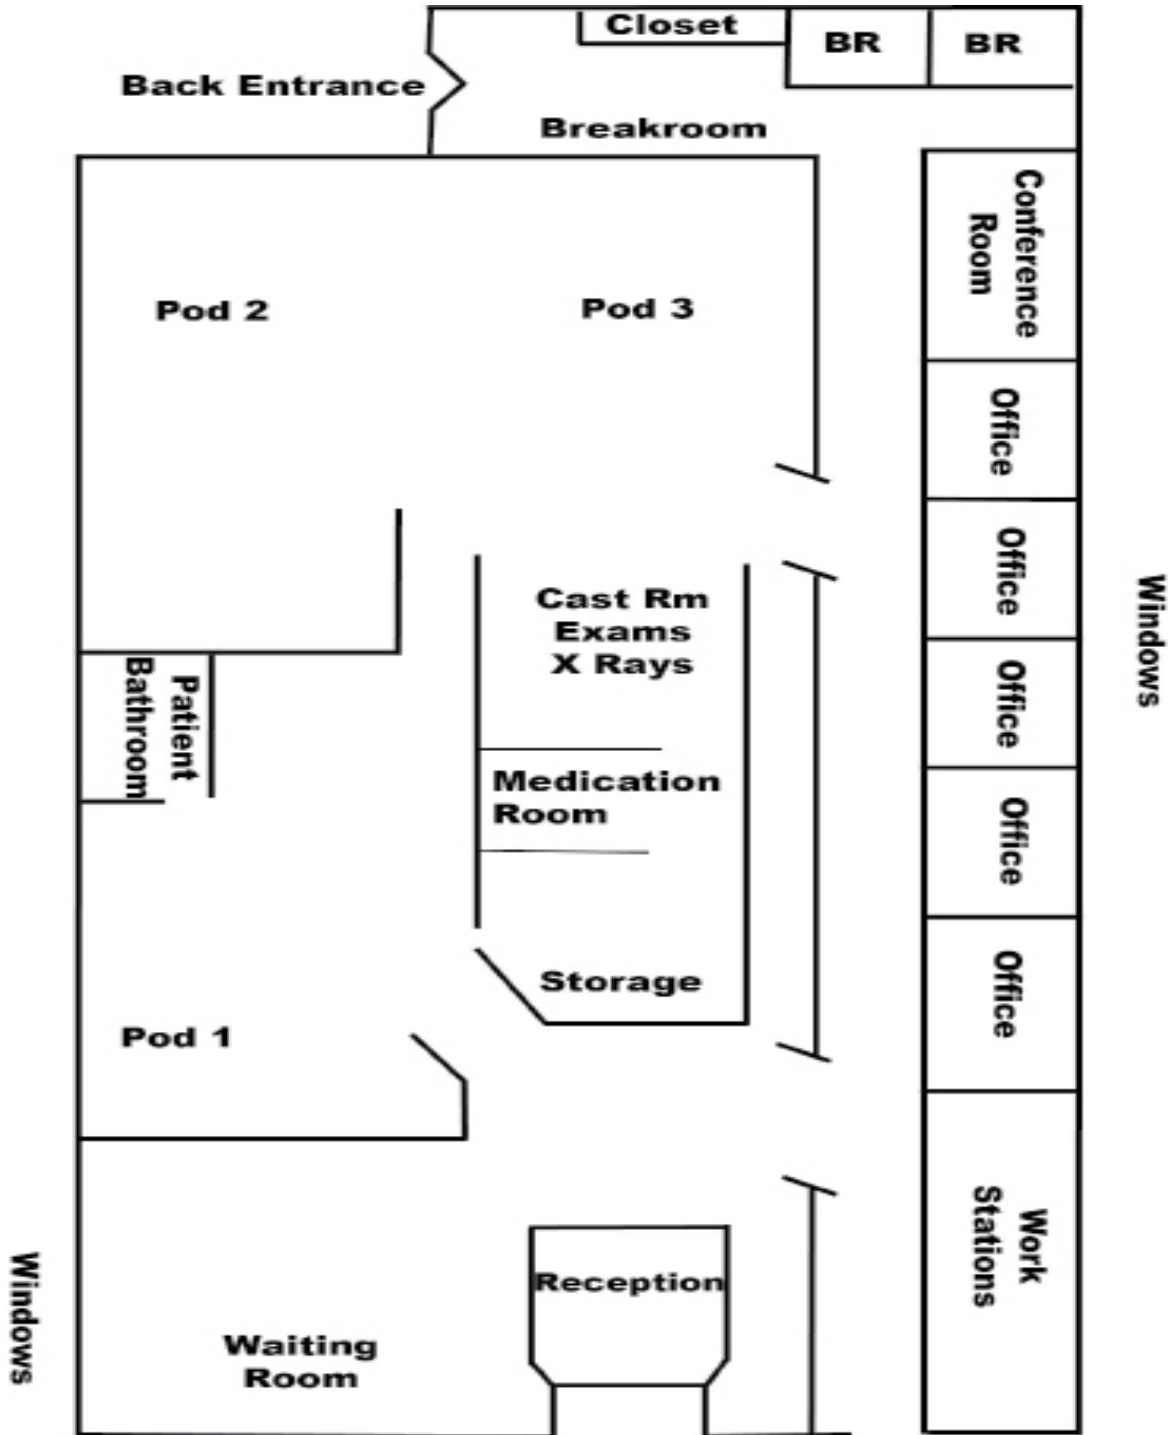 Closet
BR
BR
Back Entrance
Breakroom
Conference
Room
Pod 2
Pod 3
Office
Office
Windows
Cast Rm
Exams
X Rays
Patient
Bathroom
Office
Medication
Room
Office
Storage
Office
Pod 1
Work
Stations
Reception
Windows
Waiting
Room